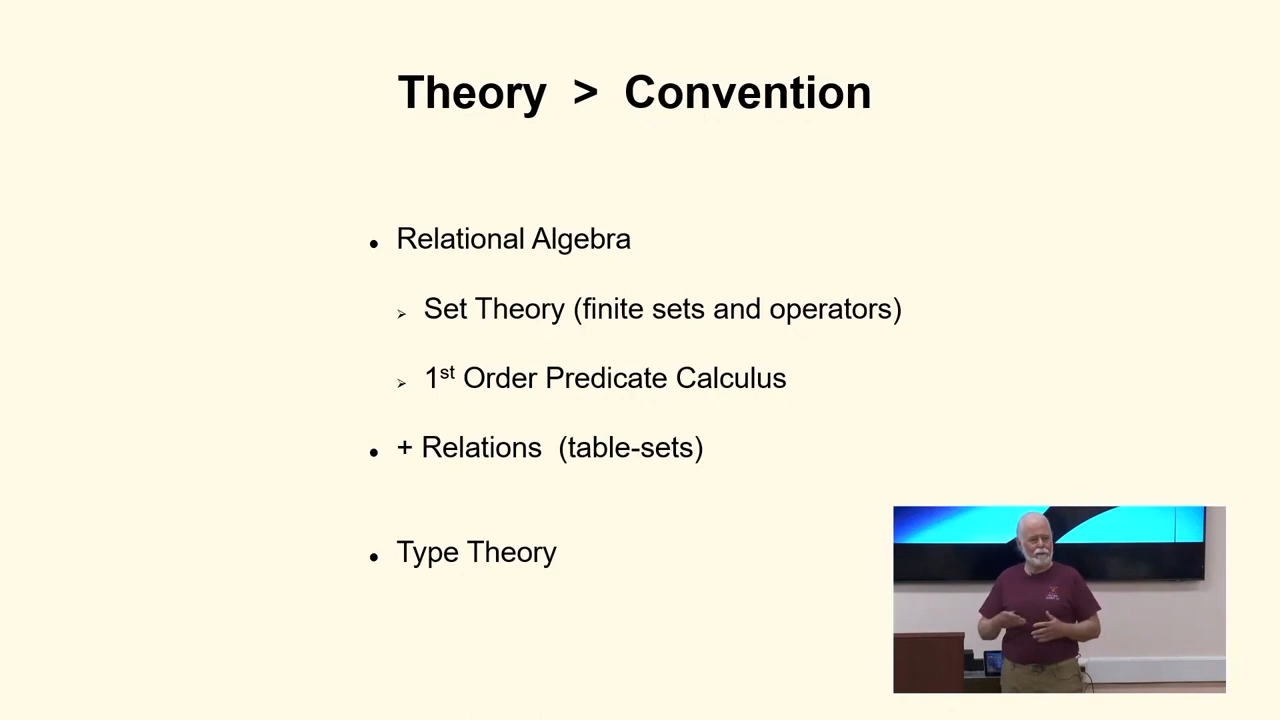 Theory > Convention
Relational Algebra
Set Theory (finite sets and operators)
1st Order Predicate Calculus
+ Relations (table-sets)
Type Theory